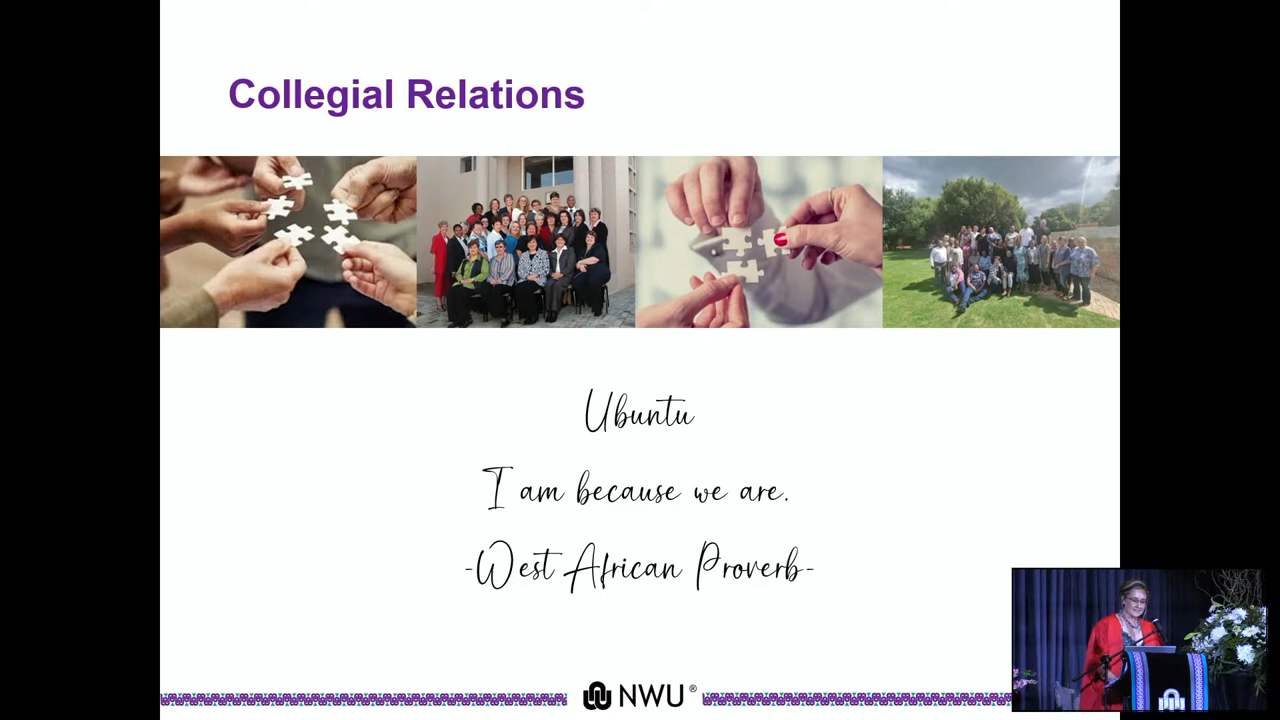 Collegial Relations
Ubuntu
I am because we are.
-West African Proverb-
NWU®